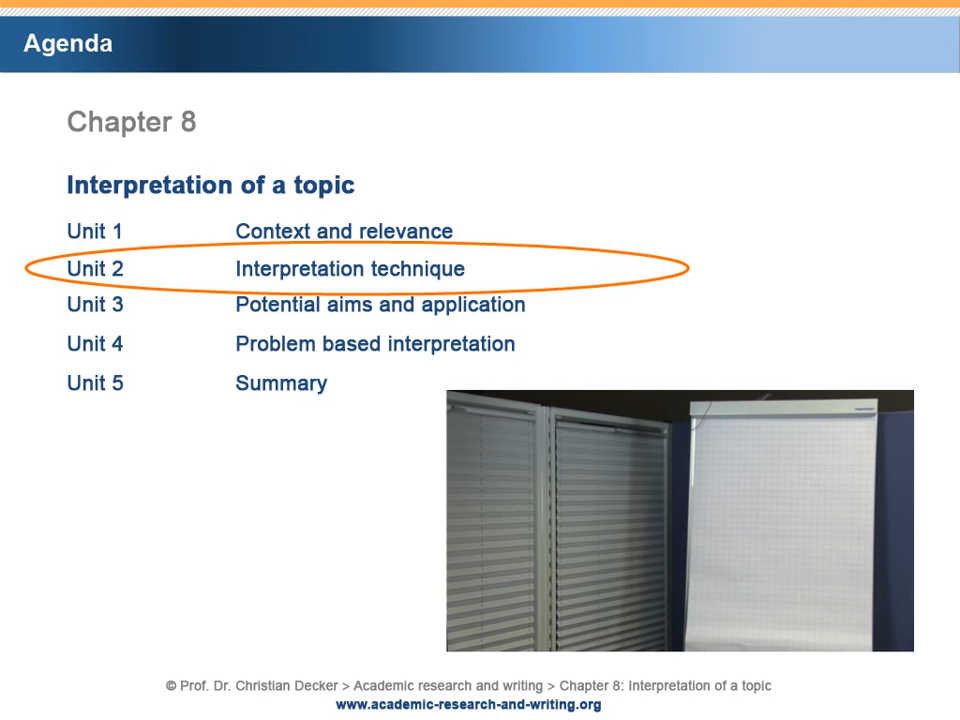 Agenda
Chapter 8
Interpretation of a topic
Unit 1 Context and relevance
Unit 2 Interpretation technique
Unit 3 Potential aims and application
Unit 4 Problem based interpretation
Unit 5 Summary
© Prof. Dr. Christian Decker > Academic research and writing > Chapter 8: Interpretation of a topic
www.academic-research-and-writing.org